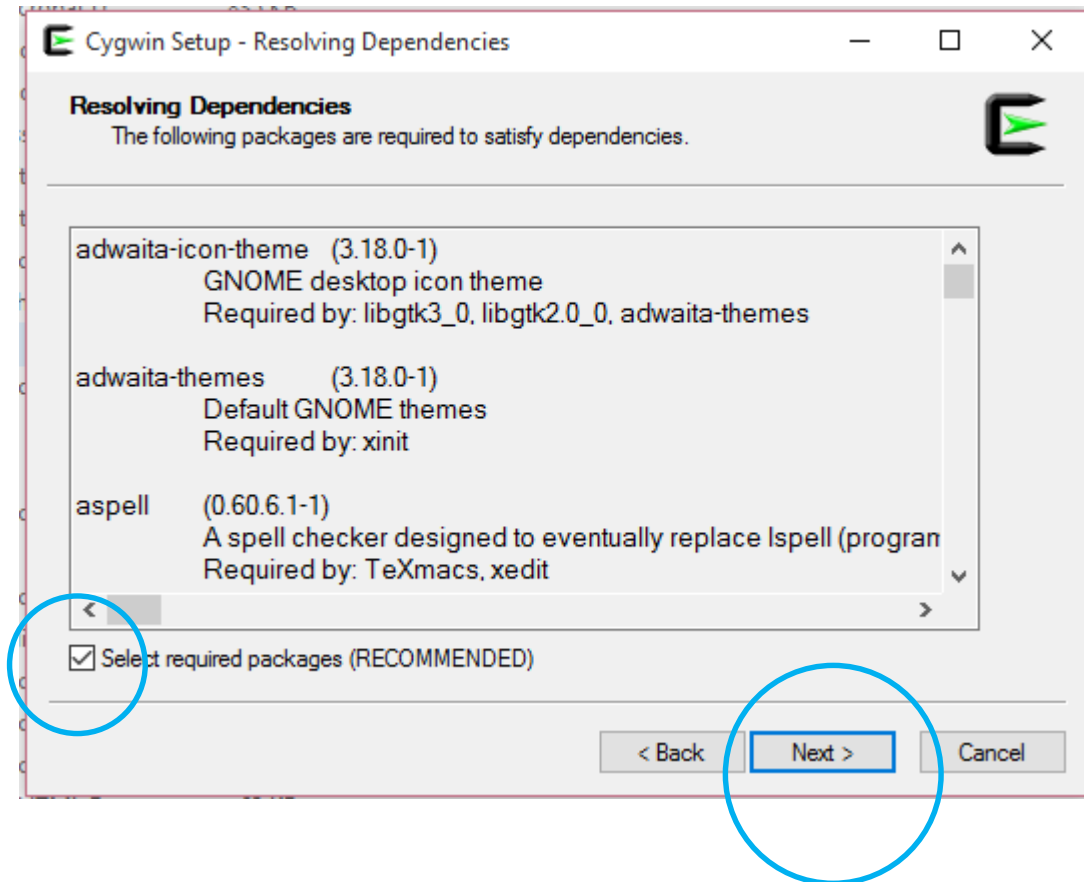 Cygwin Setup - Resolving Dependencies
Resolving Dependencies
The following packages are required to satisfy dependencies.
adwaita-icon-theme (3.18.0-1)
GNOME desktop icon theme
Required by: libgtk3_0, libgtk2.0_0, adwaita-themes
adwaita-themes (3.18.0-1)
Default GNOME themes
Required by: xinit
aspell (0.60.6.1-1)
A spell checker designed to eventually replace Ispell (program
Required by: TeXmacs, xedit
Select required packages (RECOMMENDED)
< Back Next > Cancel